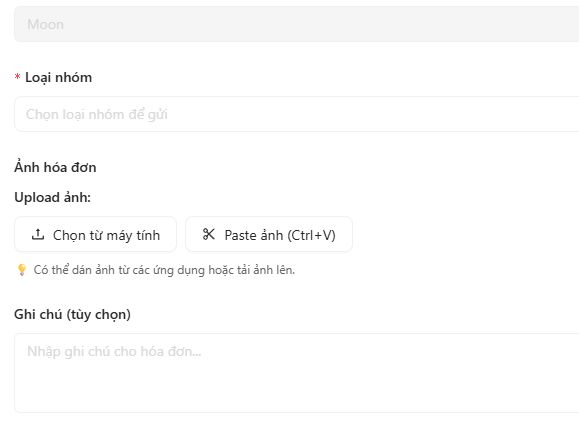 Moon
* Loại nhóm
Chọn loại nhóm để gửi
Ảnh hóa đơn
Upload ảnh:
Chọn từ máy tính
Paste ảnh (Ctrl+V)
Có thể dán ảnh từ các ứng dụng hoặc tải ảnh lên.
Ghi chú (tùy chọn)
Nhập ghi chú cho hóa đơn...